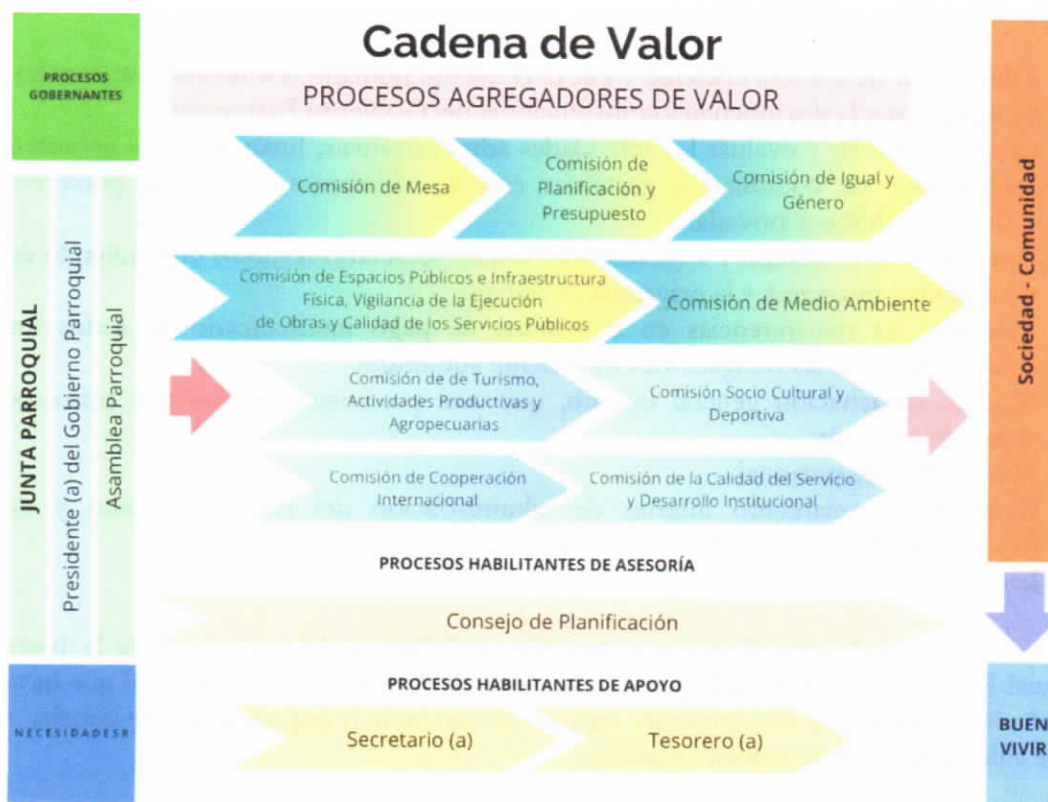 Cadena de Valor
PROCESOS
GOBERNANTES
PROCESOS AGREGADORES DE VALOR
JUNTA PARROQUIAL
Presidente (a) del Gobierno Parroquial
Asamblea Parroquial
Comisión de Mesa
Comisión de
Planificación y
Presupuesto
Comisión de Igual y
Género
Comisión de Espacios Públicos e Infraestructura
Física, Vigilancia de la Ejecución
de Obras y Calidad de los Servicios Públicos
Comisión de Medio Ambiente
Comisión de de Turismo,
Actividades Productivas y
Agropecuarias
Comisión Socio Cultural y
Deportiva
Comisión de Cooperación
Internacional
Comisión de la Calidad del Servicio
y Desarrollo Institucional
PROCESOS HABILITANTES DE ASESORÍA
Consejo de Planificación
PROCESOS HABILITANTES DE APOYO
Secretario (a)
Tesorero (a)
NECESIDADESR
Sociedad - Comunidad
BUEN
VIVIR